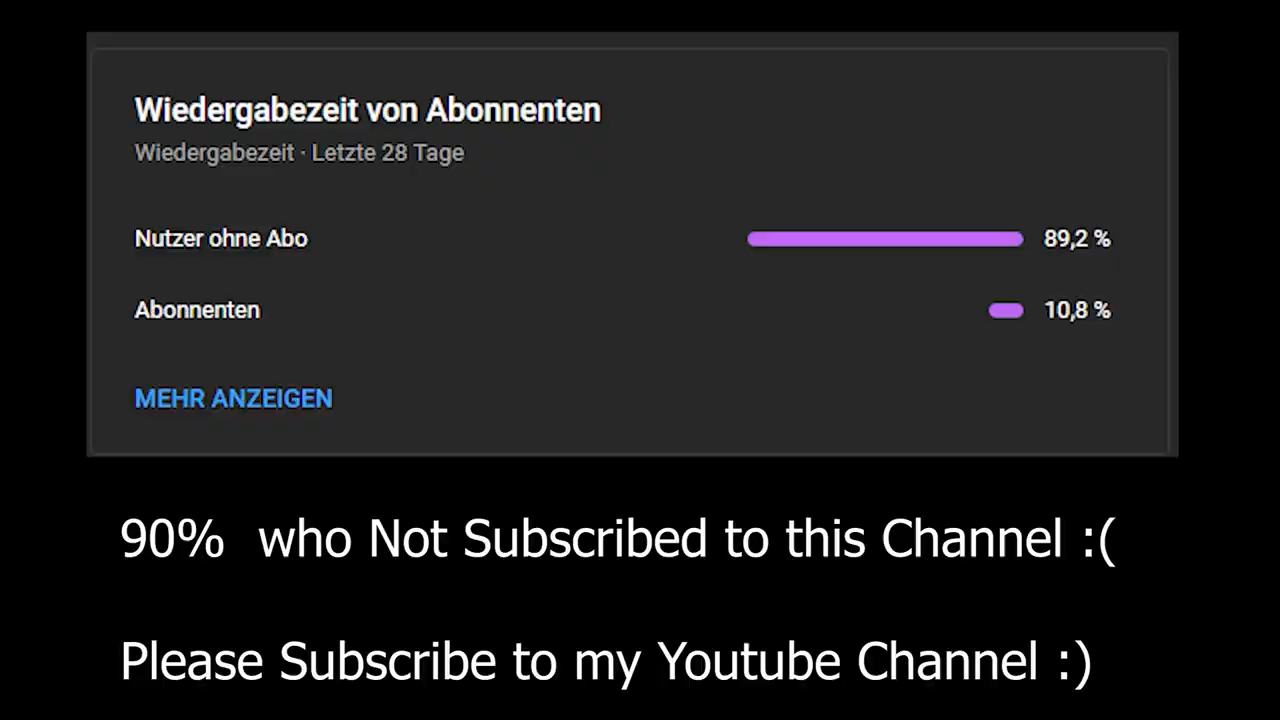 Wiedergabezeit von Abonnenten
Wiedergabezeit · Letzte 28 Tage
Nutzer ohne Abo 89,2 %
Abonnenten 10,8 %
MEHR ANZEIGEN
90% who Not Subscribed to this Channel :(
Please Subscribe to my Youtube Channel :)